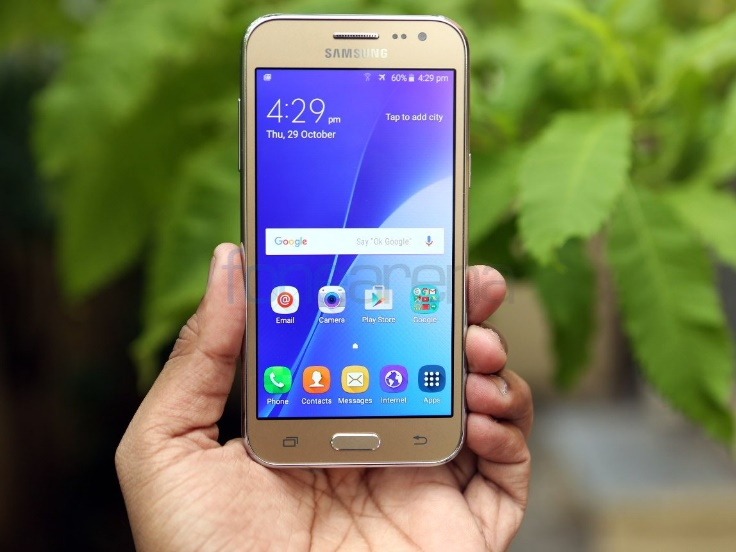 SAMSUNG
60% 4:29 pm
4:29 pm
Thu, 29 October
Tap to add city
Google Say "Ok Google"
fonearena
Email Camera Play Store Google
Phone Contacts Messages Internet Apps